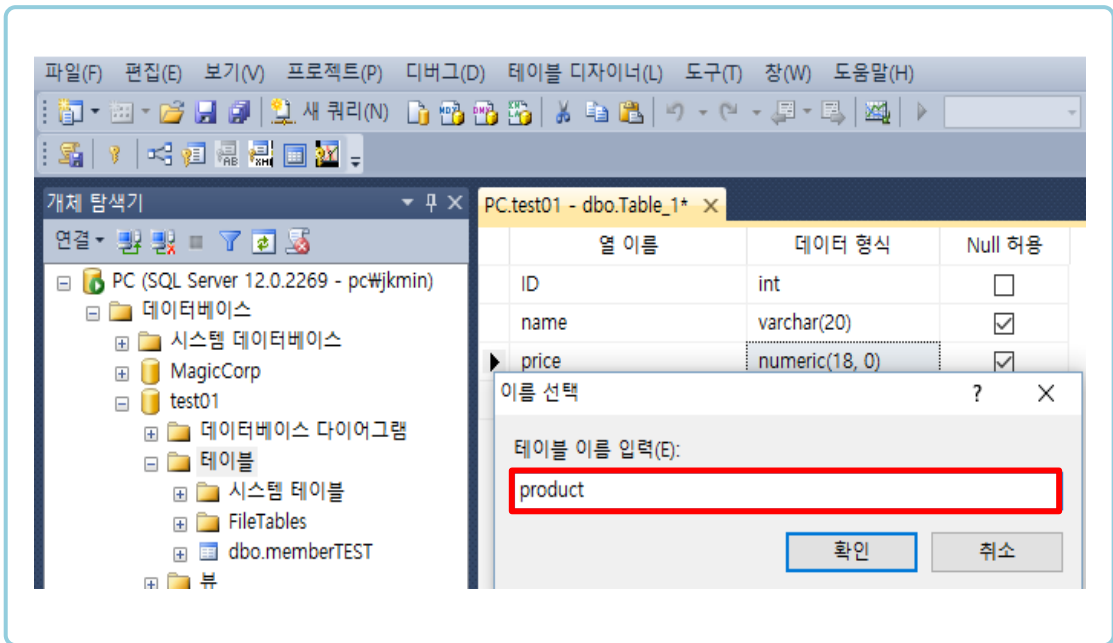 파일(F) 편집(E) 보기(V) 프로젝트(P) 디버그(D) 테이블 디자이너(L) 도구(T) 창(W) 도움말(H)
새 쿼리(N)
개체 탐색기
PC.test01 - dbo.Table_1*
연결
열 이름 데이터 형식 Null 허용
PC (SQL Server 12.0.2269 - pc₩jkmin)
ID int
데이터베이스
name varchar(20)
시스템 데이터베이스
price numeric(18, 0)
MagicCorp
test01
데이터베이스 다이어그램
테이블
시스템 테이블
FileTables
dbo.memberTEST
뷰
이름 선택 ?
테이블 이름 입력(E):
product
확인 취소